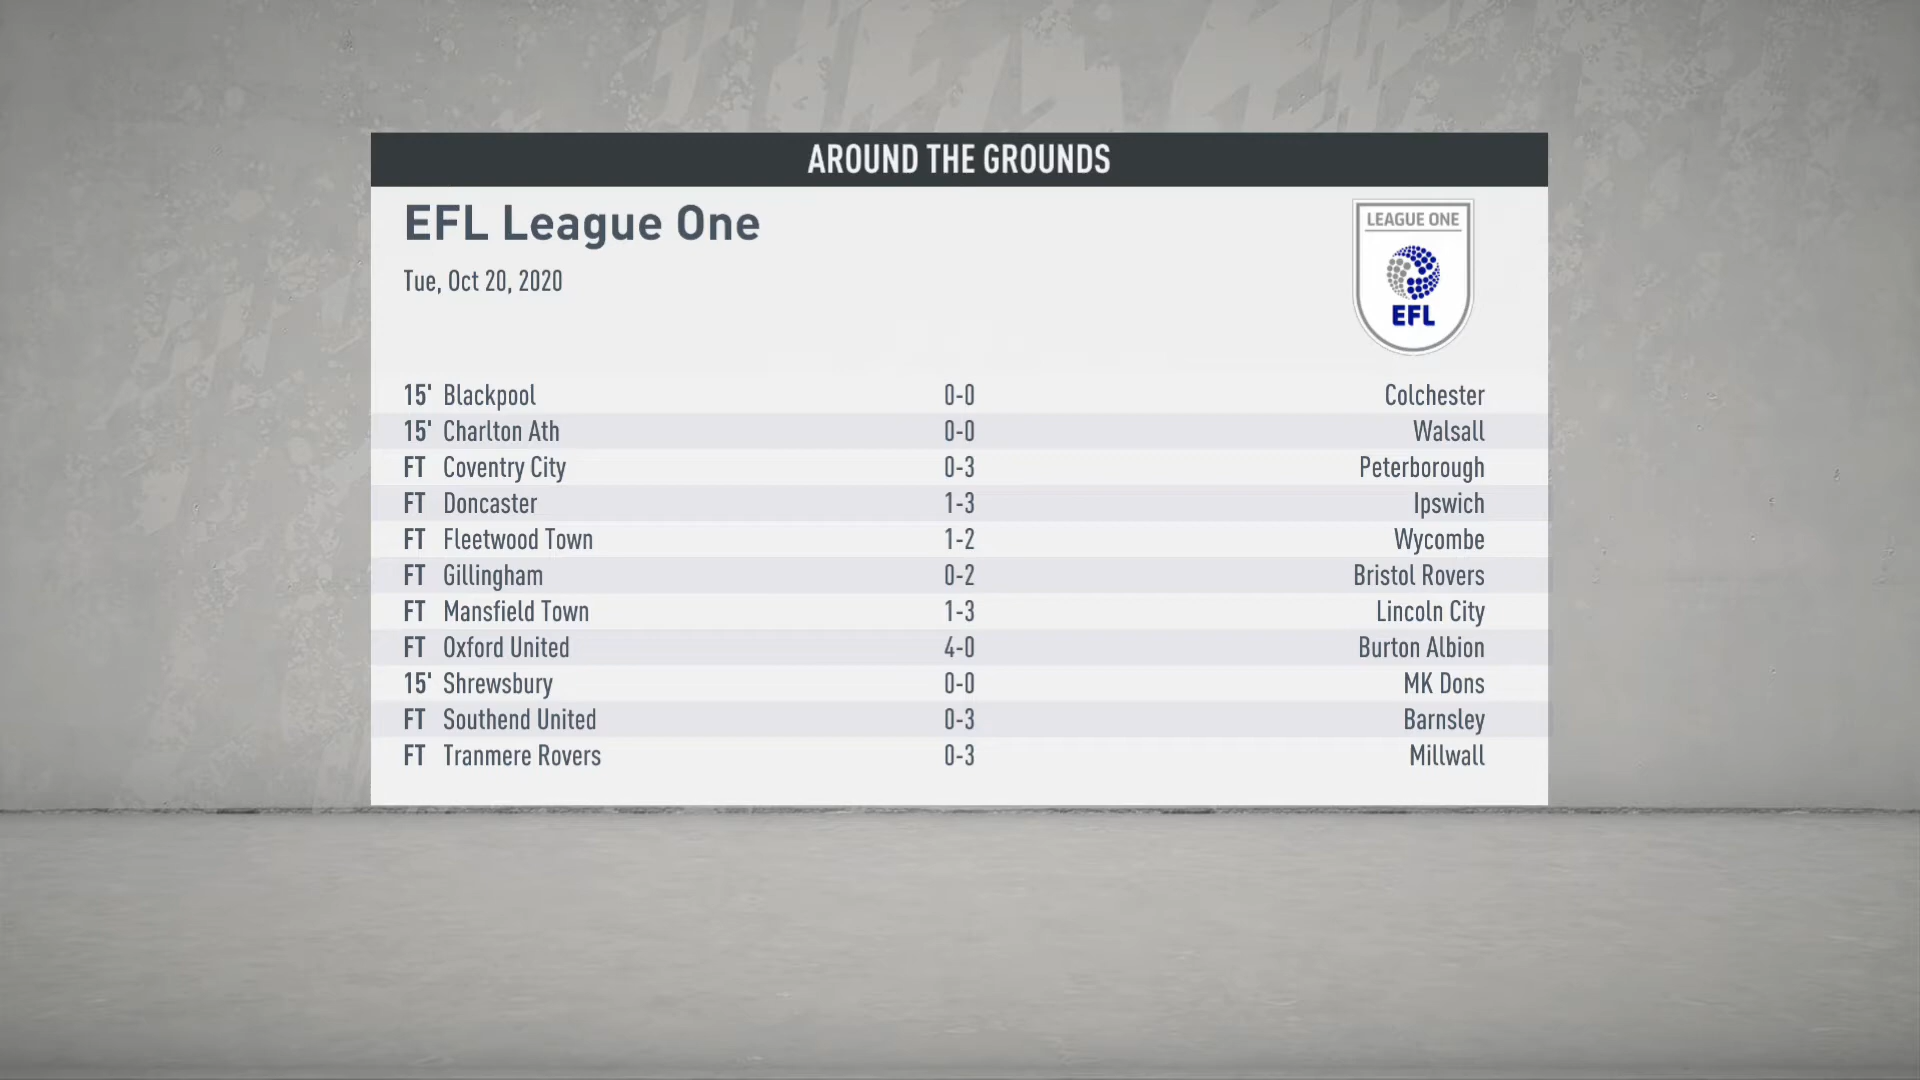 AROUND THE GROUNDS
EFL League One
Tue, Oct 20, 2020
LEAGUE ONE
EFL
15' Blackpool 0-0 Colchester
15' Charlton Ath 0-0 Walsall
FT Coventry City 0-3 Peterborough
FT Doncaster 1-3 Ipswich
FT Fleetwood Town 1-2 Wycombe
FT Gillingham 0-2 Bristol Rovers
FT Mansfield Town 1-3 Lincoln City
FT Oxford United 4-0 Burton Albion
15' Shrewsbury 0-0 MK Dons
FT Southend United 0-3 Barnsley
FT Tranmere Rovers 0-3 Millwall